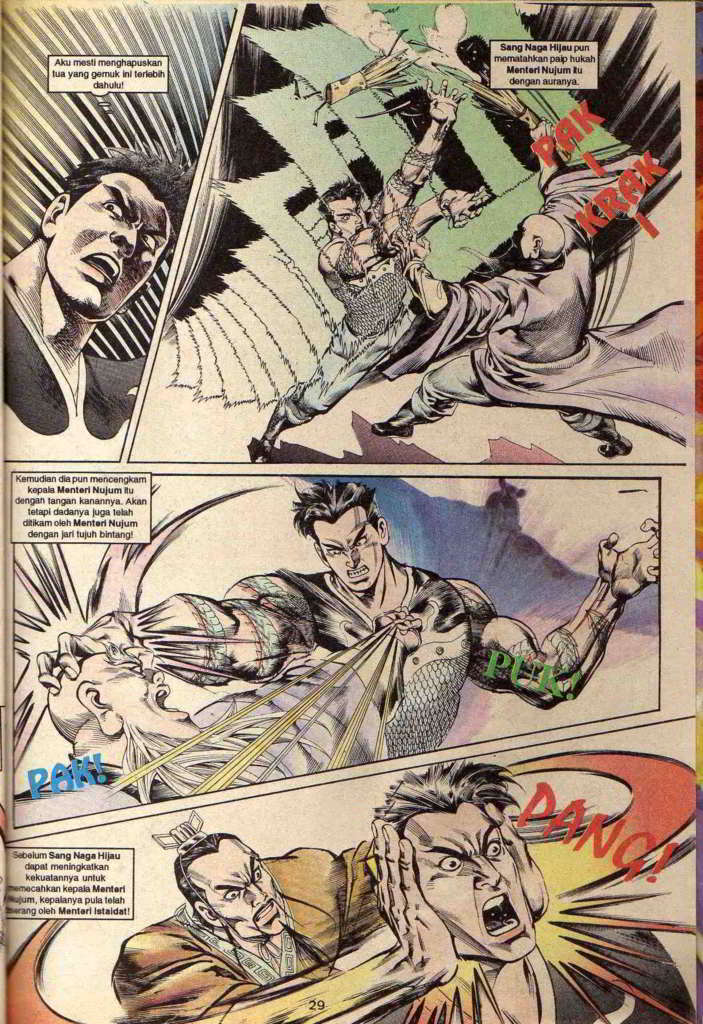 Aku mesti menghapuskan
tua yang gemuk ini terlebih
dahulu!
Sang Naga Hijau pun
mematahkan paip hukah
Menteri Nujum itu
dengan auranya.
PAK
!
KRAK
!
Kemudian dia pun mencengkam
kepala Menteri Nujum itu
dengan tangan kanannya. Akan
tetapi dadanya juga telah
ditikam oleh Menteri Nujum
dengan jari tujuh bintang!
PUK!
PAK!
Sebelum Sang Naga Hijau
dapat meningkatkan
kekuatannya untuk
memecahkan kepala Menteri
Nujum, kepalanya pula telah
diserang oleh Menteri Istaidat!
PANG!
29